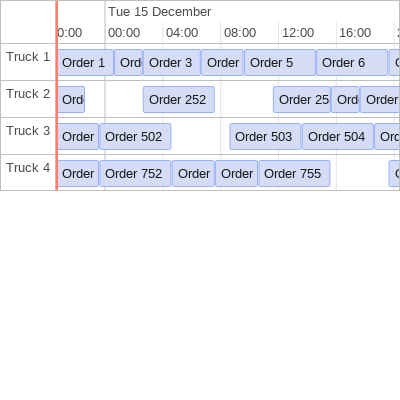 Tue 15 December
0:00 00:00 04:00 08:00 12:00 16:00
Truck 1 Order 1 Ord Order 3 Order Order 5 Order 6
Truck 2 Ord Order 252 Order 25 Ord Order
Truck 3 Order Order 502 Order 503 Order 504 Ord
Truck 4 Order Order 752 Order Order Order 755